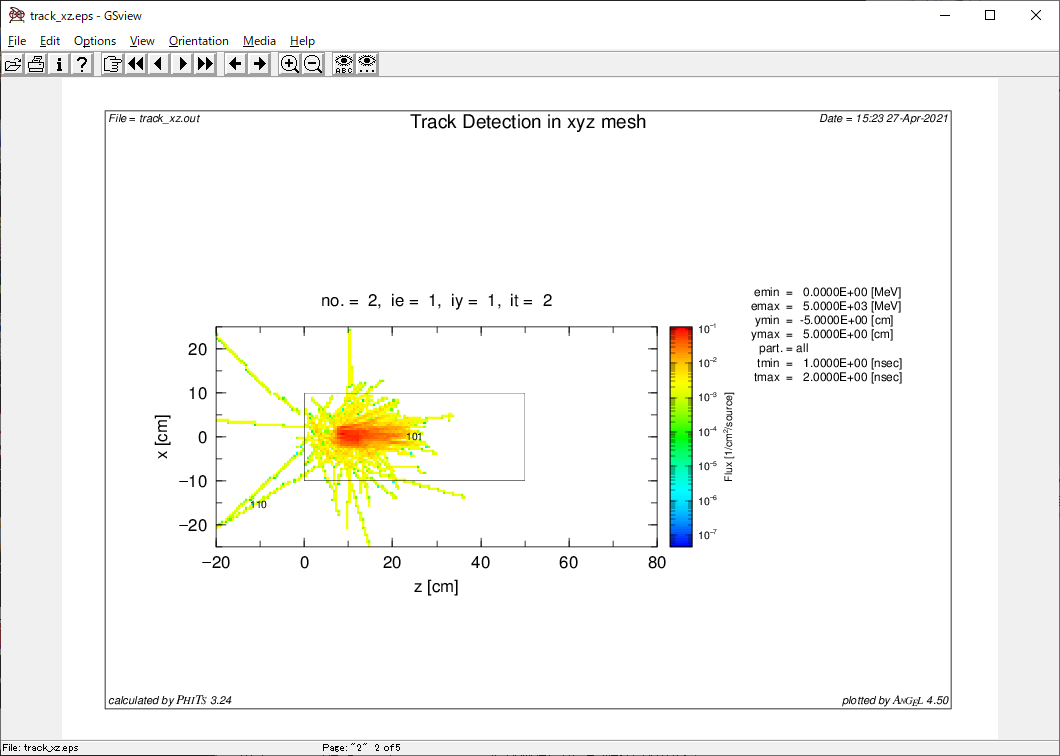 track_xz.eps - GSview
File Edit Options View Orientation Media Help
ABC
File = track_xz.out
Track Detection in xyz mesh
Date = 15:23 27-Apr-2021
no. = 2, ie = 1, iy = 1, it = 2
emin = 0.0000E+00 [MeV]
emax = 5.0000E+03 [MeV]
ymin = -5.0000E+00 [cm]
ymax = 5.0000E+00 [cm]
part. = all
tmin = 1.0000E+00 [nsec]
tmax = 2.0000E+00 [nsec]
20
10
0
−10
−20
x [cm]
101
110
−20 0 20 40 60 80
z [cm]
10⁻¹
10⁻²
10⁻³
10⁻⁴
10⁻⁵
10⁻⁶
10⁻⁷
Flux [1/cm²/source]
calculated by PHITS 3.24
plotted by ANGEL 4.50
File: track_xz.eps
Page: "2" 2 of 5